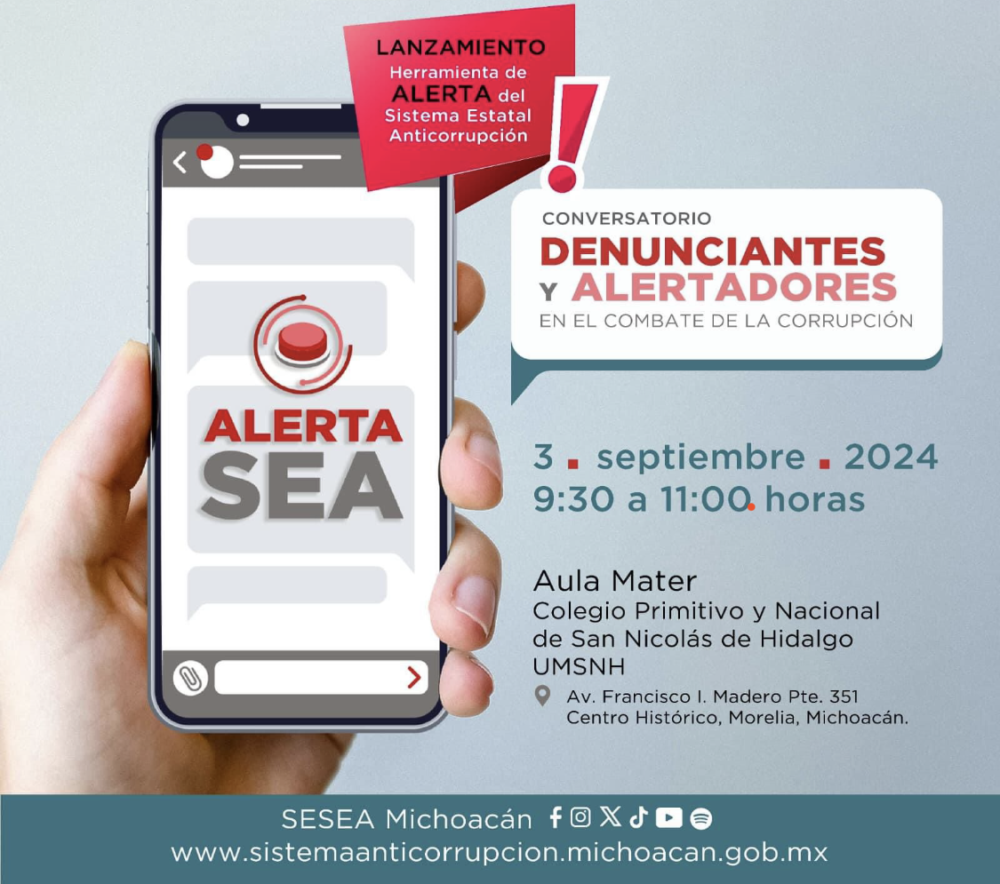 LANZAMIENTO
Herramienta de
ALERTA del
Sistema Estatal
Anticorrupción
CONVERSATORIO
DENUNCIANTES
Y ALERTADORES
EN EL COMBATE DE LA CORRUPCIÓN
ALERTA
SEA
3 . septiembre . 2024
9:30 a 11:00. horas
Aula Mater
Colegio Primitivo y Nacional
de San Nicolás de Hidalgo
UMSNH
Av. Francisco I. Madero Pte. 351
Centro Histórico, Morelia, Michoacán.
SESEA Michoacán
www.sistemaanticorrupcion.michoacan.gob.mx